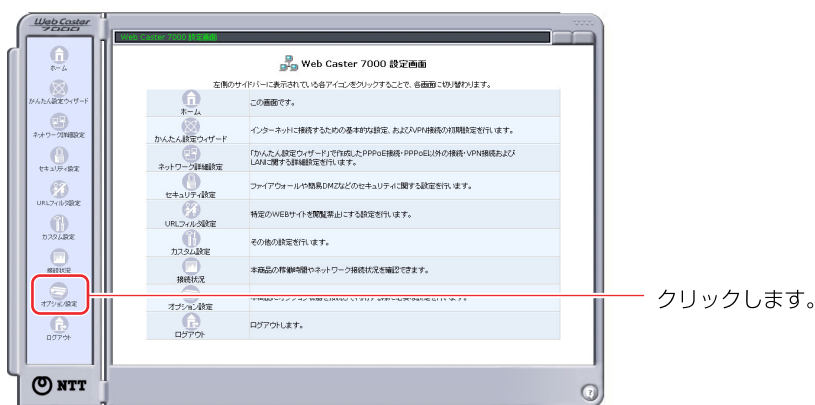 Web Caster
7000
Web Caster 7000 設定画面
ホーム
かんたん設定ウィザード
ネットワーク詳細設定
セキュリティ設定
URLフィルタ設定
カスタム設定
接続状況
オプション設定
ログアウト
Web Caster 7000 設定画面
左側のサイドバーに表示されている各アイコンをクリックすることで、各画面に切り替わります。
ホーム
この画面です。
かんたん設定ウィザード
インターネットに接続するための基本的な設定、およびVPN接続の初期設定を行います。
ネットワーク詳細設定
「かんたん設定ウィザード」で作成したPPPoE接続・PPPoE以外の接続・VPN接続および
LANに関する詳細設定を行います。
セキュリティ設定
ファイアウォールや簡易DMZなどのセキュリティに関する設定を行います。
URLフィルタ設定
特定のWEBサイトを閲覧禁止にする設定を行います。
カスタム設定
その他の設定を行います。
接続状況
本商品の稼働時間やネットワーク接続状況を確認できます。
オプション設定
ログアウト
ログアウトします。
クリックします。
NTT